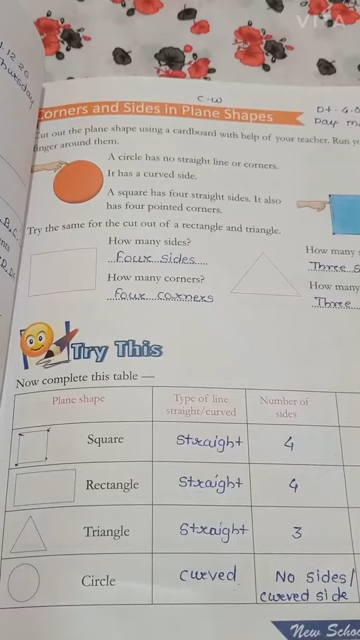 VITA
1.12.20
Thursday
C.W
Corners and Sides in Plane Shapes
Day
Cut out the plane shape using a cardboard with help of your teacher. Run
finger around them.
A circle has no straight line or corners.
It has a curved side.
A square has four straight sides. It also
has four pointed corners.
Try the same for the cut out of a rectangle and triangle.
How many sides?
Four sides
How many corners?
Four corners
How many
Three
How many
Three
Try This
Now complete this table —
Plane shape Type of line straight/curved Number of sides
Square Straight 4
Rectangle Straight 4
Triangle Straight 3
Circle curved No sides/
curved side
New